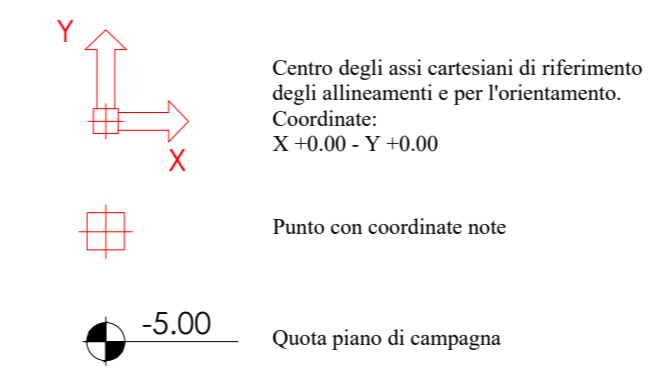 Y
Centro degli assi cartesiani di riferimento
degli allineamenti e per l'orientamento.
Coordinate:
X +0.00 - Y +0.00
X
Punto con coordinate note
-5.00
Quota piano di campagna